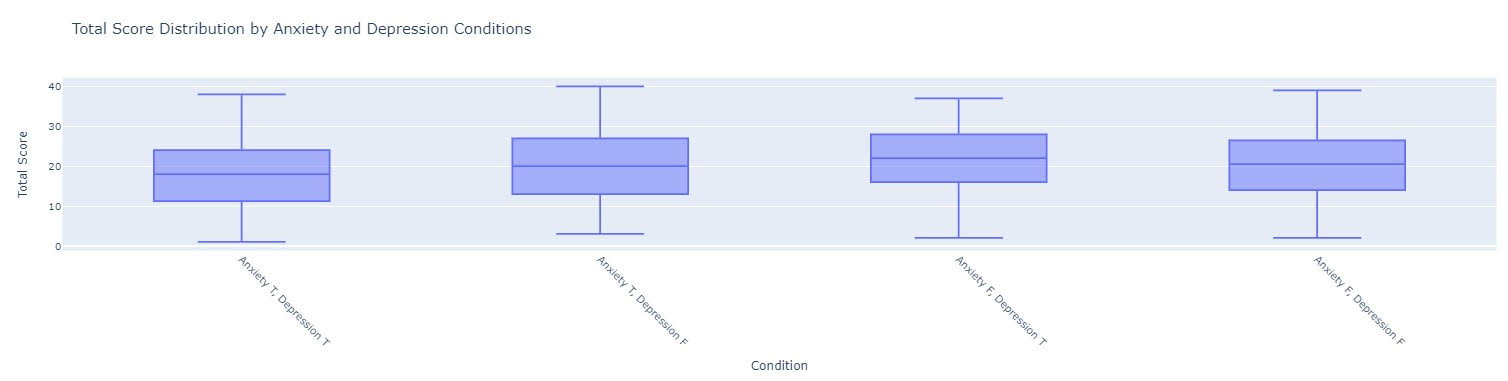 Total Score Distribution by Anxiety and Depression Conditions
Total Score
40
30
20
10
0
Anxiety T, Depression T
Anxiety T, Depression F
Anxiety F, Depression T
Anxiety F, Depression F
Condition